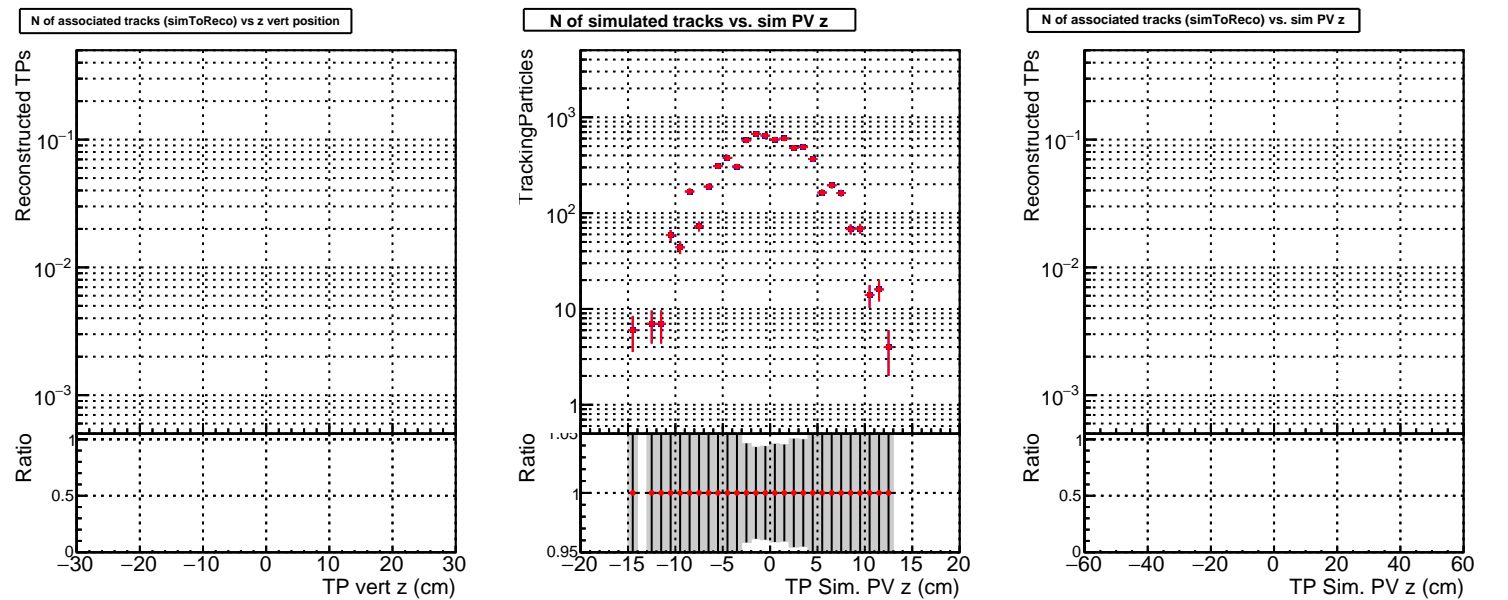 N of associated tracks (simToReco) vs z vert position
Reconstructed TPs
10⁻¹
10⁻²
10⁻³
Ratio
1
0.5
0
−30 −20 −10 0 10 20 30
TP vert z (cm)
N of simulated tracks vs. sim PV z
TrackingParticles
10³
10²
10
1
Ratio
1.05
1
0.95
−20 −15 −10 −5 0 5 10 15 20
TP Sim. PV z (cm)
N of associated tracks (simToReco) vs. sim PV z
Reconstructed TPs
10⁻¹
10⁻²
10⁻³
Ratio
1
0.5
0
−60 −40 −20 0 20 40 60
TP Sim. PV z (cm)